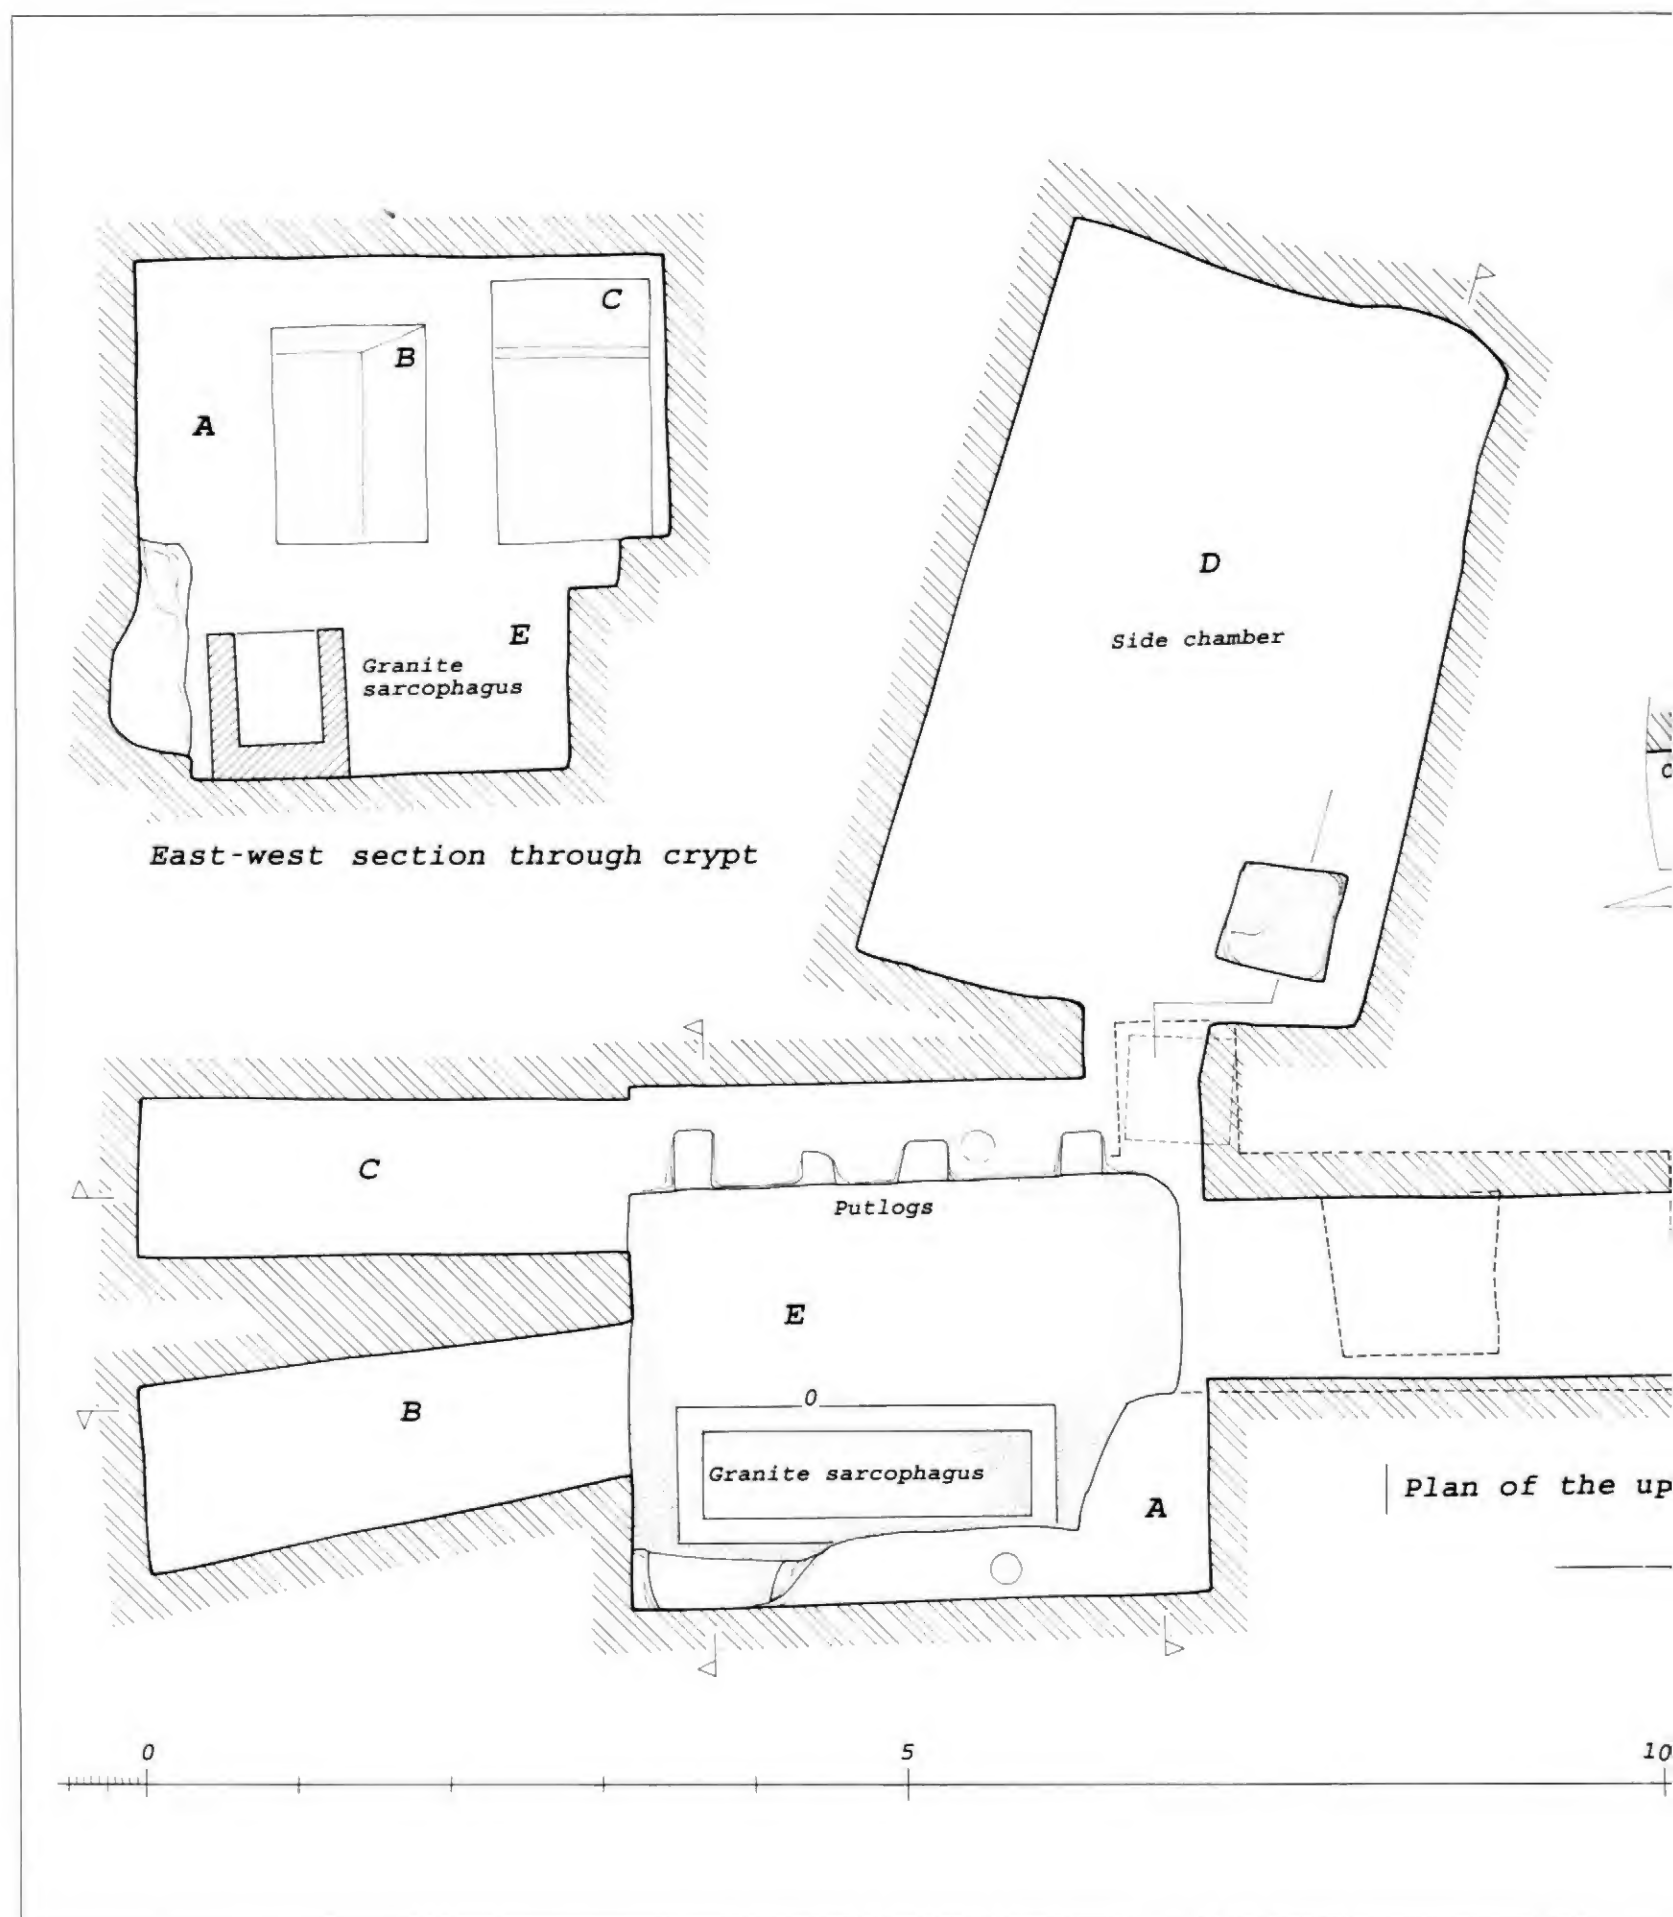 C
B
A
E
Granite
sarcophagus
East-west section through crypt
D
Side chamber
C
C
Putlogs
E
B
0
Granite sarcophagus
A
Plan of the up
0
5
10